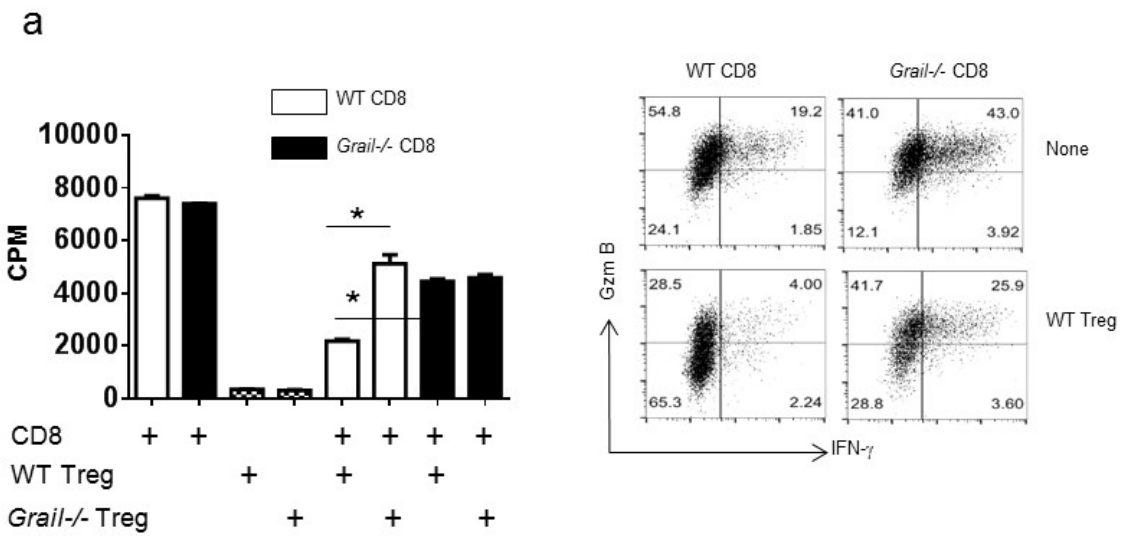 a
WT CD8
Grail-/- CD8
10000
8000
6000
4000
2000
0
CPM
*
*
CD8 + + + + + +
WT Treg + + +
Grail-/- Treg + + +
WT CD8 Grail-/- CD8
54.8 19.2 41.0 43.0
None
24.1 1.85 12.1 3.92
28.5 4.00 41.7 25.9
WT Treg
65.3 2.24 28.8 3.60
Gzm B
IFN-γ